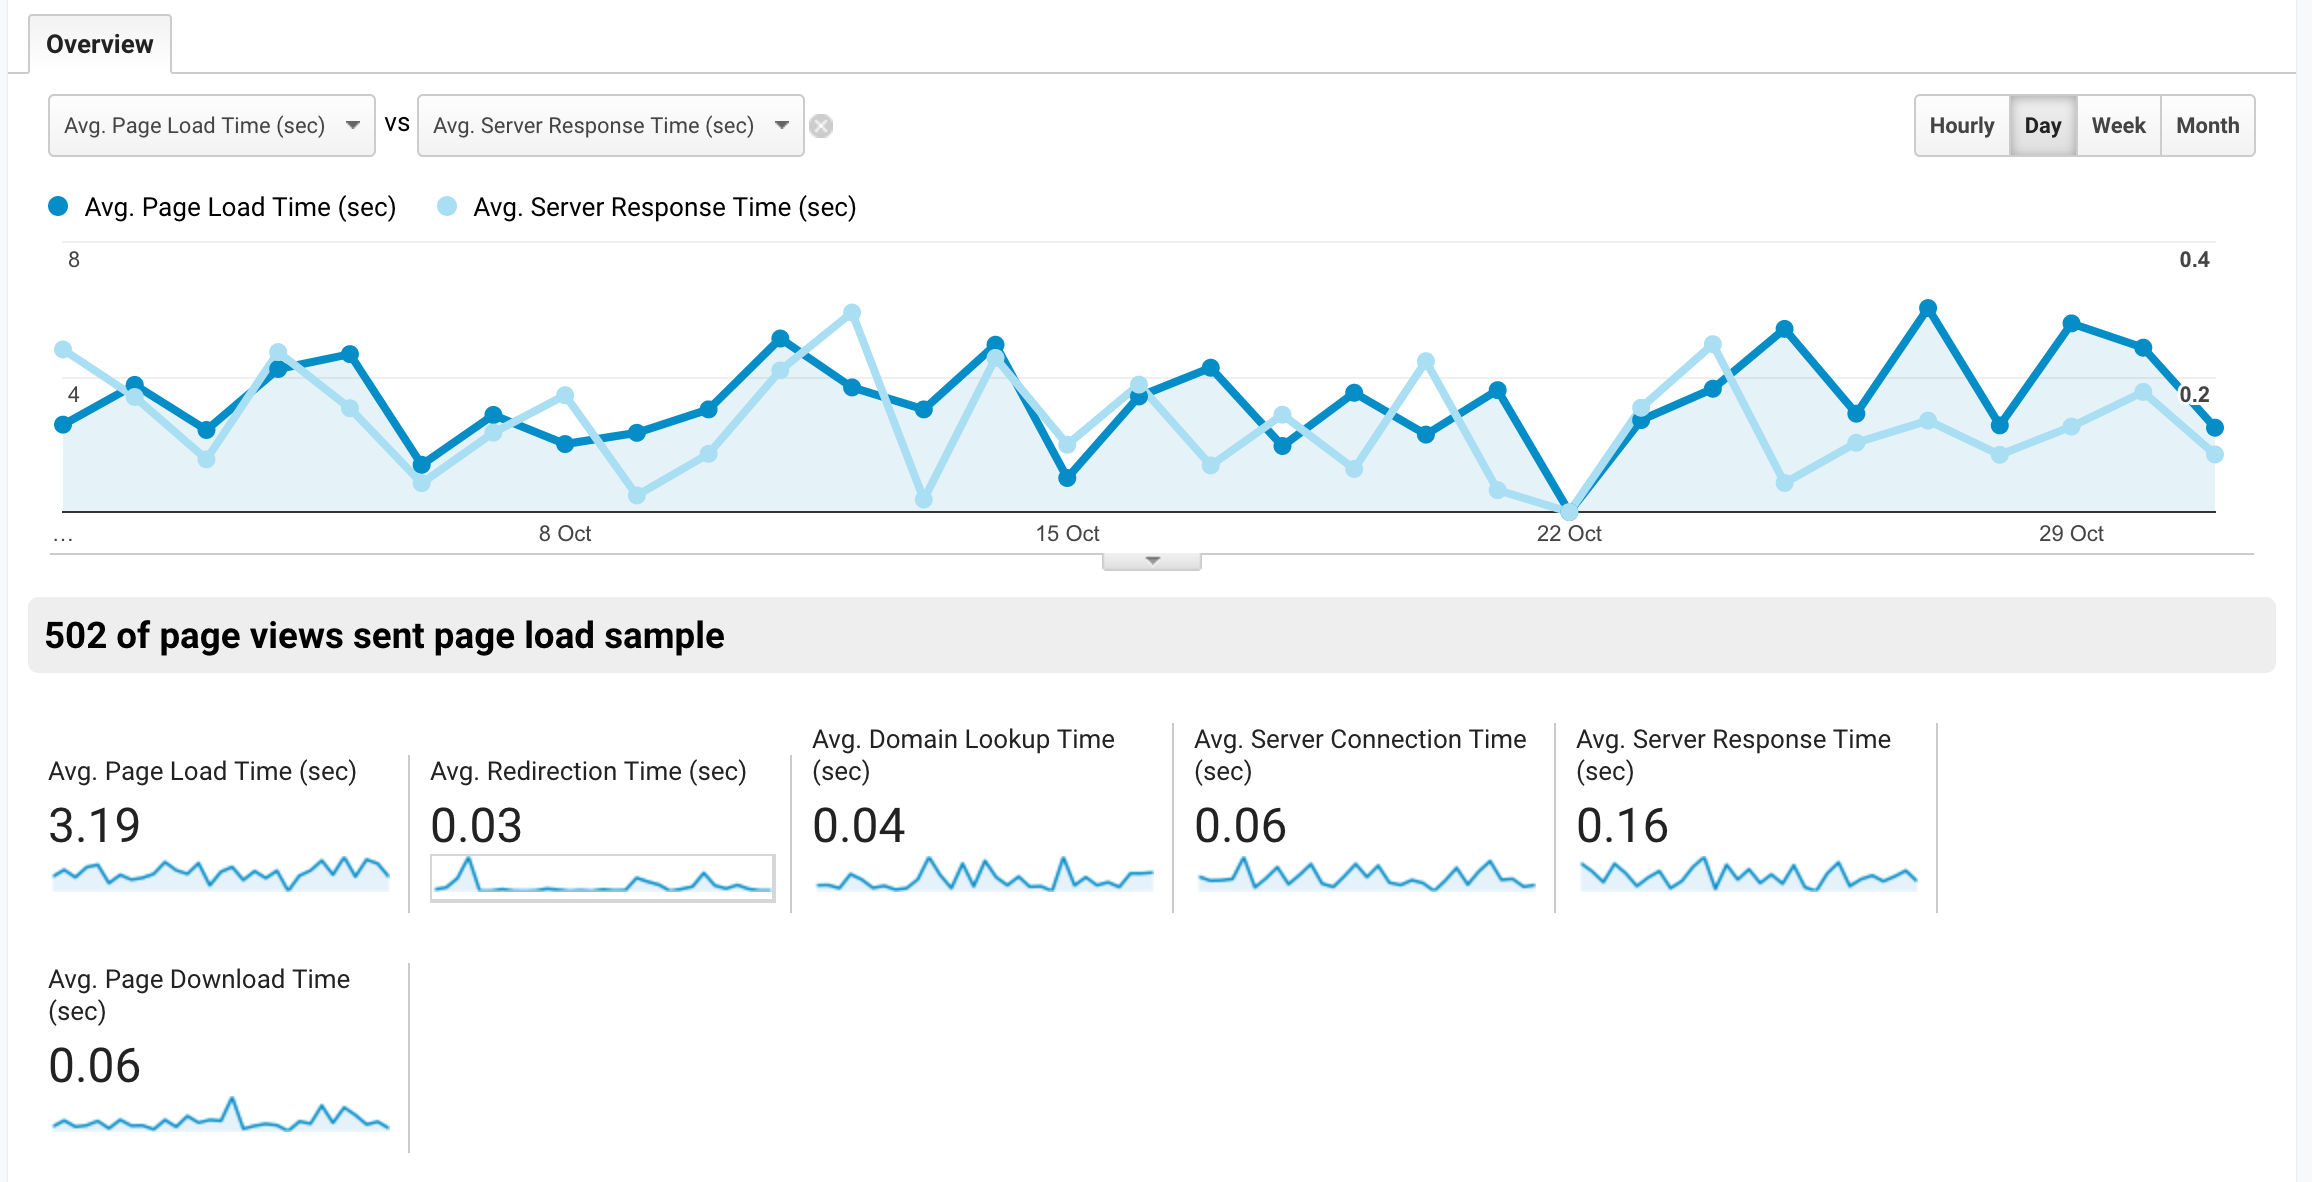 Overview
Avg. Page Load Time (sec) VS Avg. Server Response Time (sec)
Hourly Day Week Month
Avg. Page Load Time (sec) Avg. Server Response Time (sec)
8 0.4
4 0.2
... 8 Oct 15 Oct 22 Oct 29 Oct
502 of page views sent page load sample
Avg. Page Load Time (sec)
3.19
Avg. Redirection Time (sec)
0.03
Avg. Domain Lookup Time
(sec)
0.04
Avg. Server Connection Time
(sec)
0.06
Avg. Server Response Time
(sec)
0.16
Avg. Page Download Time
(sec)
0.06